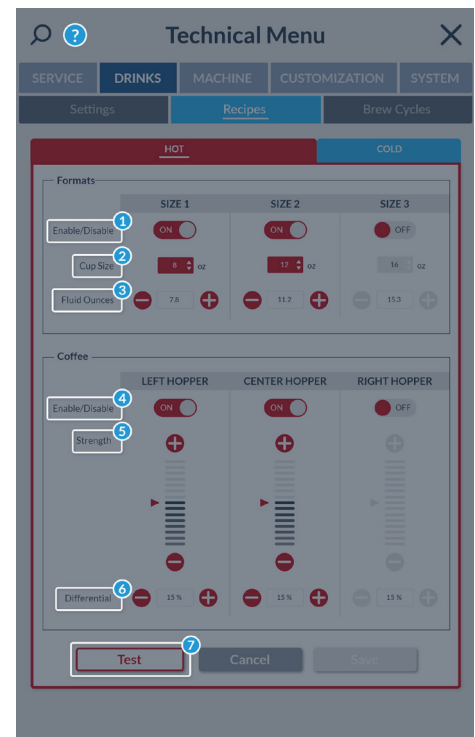 ? Technical Menu
SERVICE DRINKS MACHINE CUSTOMIZATION SYSTEM
Settings Recipes Brew Cycles
HOT COLD
Formats
SIZE 1 SIZE 2 SIZE 3
Enable/Disable 1 ON ON OFF
Cup Size 2 8 oz 12 oz 16 oz
Fluid Ounces 3 7.8 11.2 15.3
Coffee
LEFT HOPPER CENTER HOPPER RIGHT HOPPER
Enable/Disable 4 ON ON OFF
Strength 5
Differential 6 15 % 15 % 15 %
7
Test Cancel Save